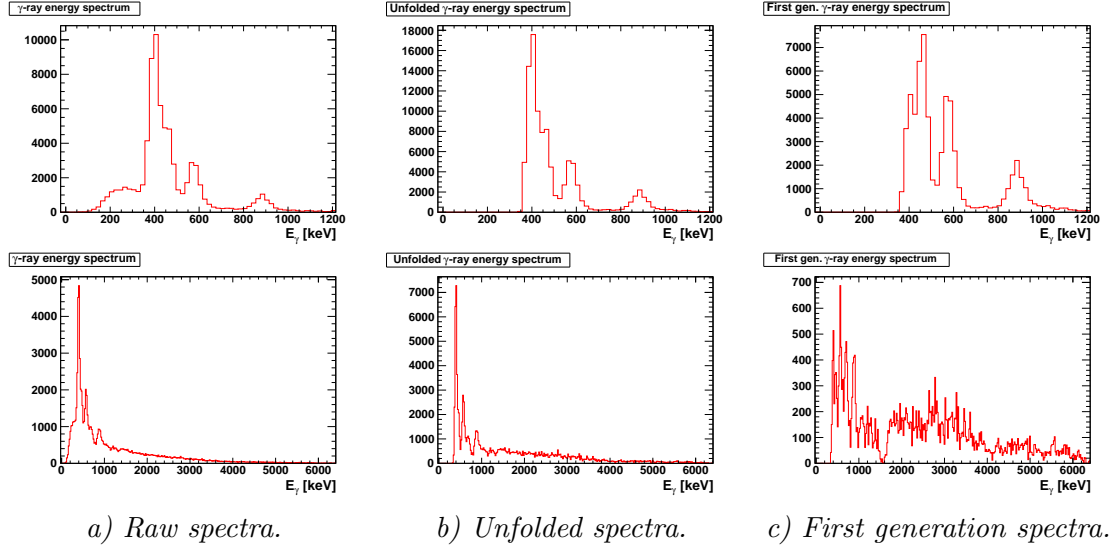 γ-ray energy spectrum
10000
8000
6000
4000
2000
0
0 200 400 600 800 1000 1200
Eγ [keV]
Unfolded γ-ray energy spectrum
18000
16000
14000
12000
10000
8000
6000
4000
2000
0
0 200 400 600 800 1000 1200
Eγ [keV]
First gen. γ-ray energy spectrum
7000
6000
5000
4000
3000
2000
1000
0
0 200 400 600 800 1000 1200
Eγ [keV]
γ-ray energy spectrum
5000
4000
3000
2000
1000
0
0 1000 2000 3000 4000 5000 6000
Eγ [keV]
Unfolded γ-ray energy spectrum
7000
6000
5000
4000
3000
2000
1000
0
0 1000 2000 3000 4000 5000 6000
Eγ [keV]
First gen. γ-ray energy spectrum
700
600
500
400
300
200
100
0
0 1000 2000 3000 4000 5000 6000
Eγ [keV]
a) Raw spectra.
b) Unfolded spectra.
c) First generation spectra.